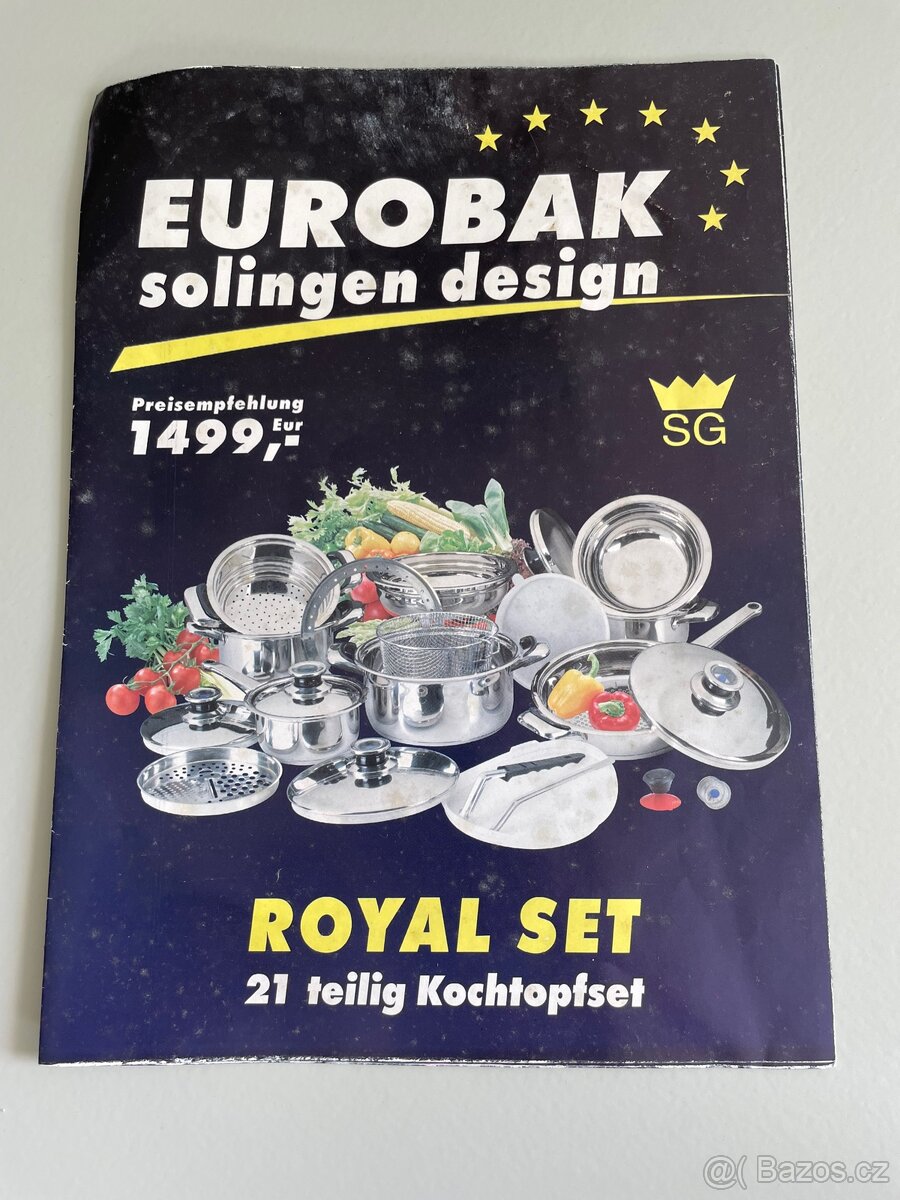 EUROBAK
solingen design
Preisempfehlung
1499,- Eur
SG
ROYAL SET
21 teilig Kochtopfset
@( Bazos.cz